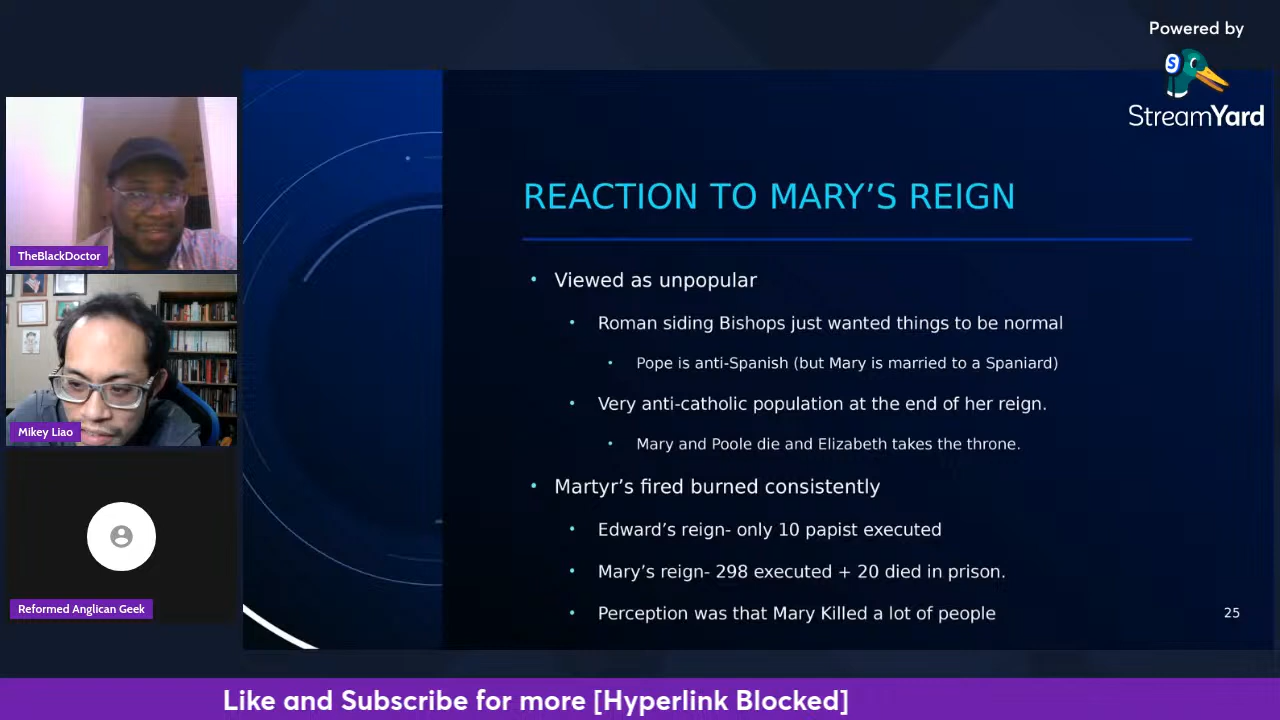 Powered by
StreamYard
TheBlackDoctor
Mikey Liao
Reformed Anglican Geek
REACTION TO MARY’S REIGN
• Viewed as unpopular
• Roman siding Bishops just wanted things to be normal
• Pope is anti-Spanish (but Mary is married to a Spaniard)
• Very anti-catholic population at the end of her reign.
• Mary and Poole die and Elizabeth takes the throne.
• Martyr’s fired burned consistently
• Edward’s reign- only 10 papist executed
• Mary’s reign- 298 executed + 20 died in prison.
• Perception was that Mary Killed a lot of people
25
Like and Subscribe for more [Hyperlink Blocked]